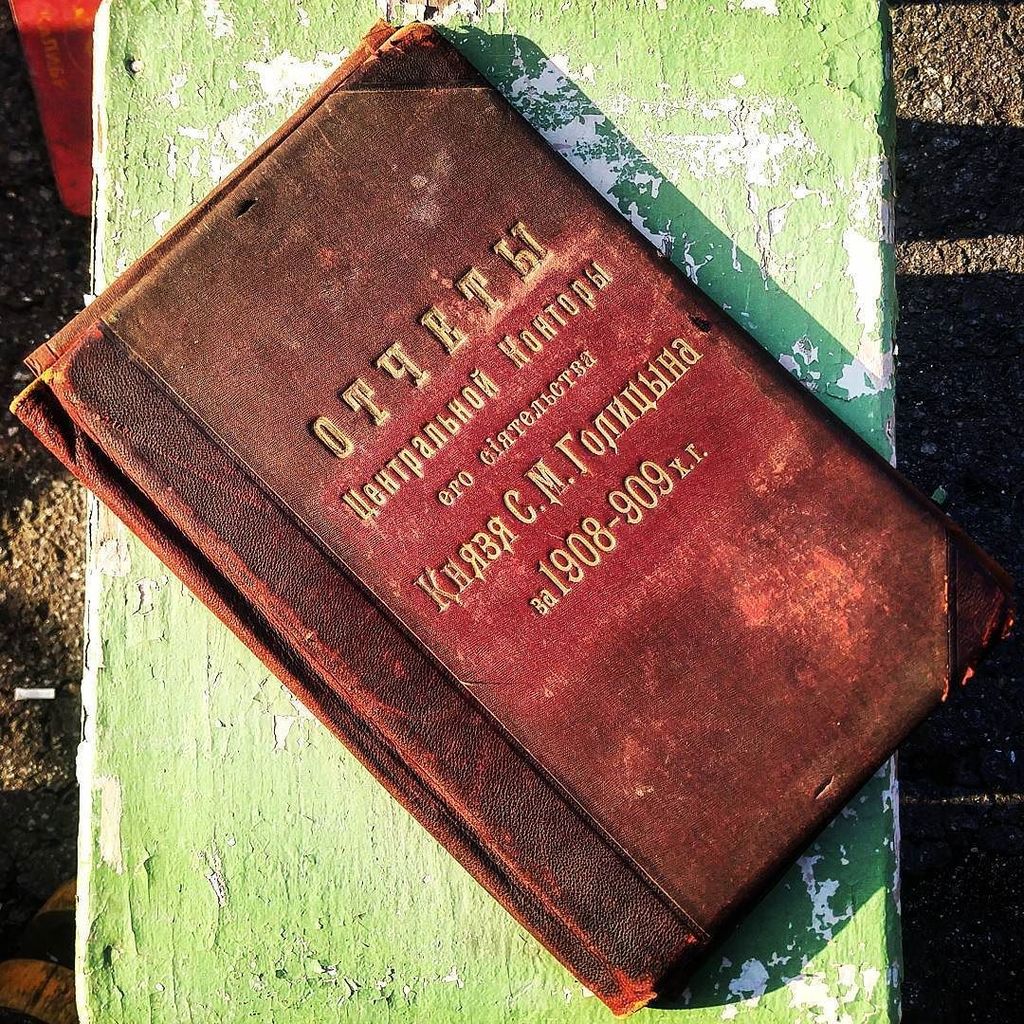 ОТЧЕТЫ
Центральной Конторы
его сіятельства
Князя С. М. Голицына
за 1908-909 х.г.